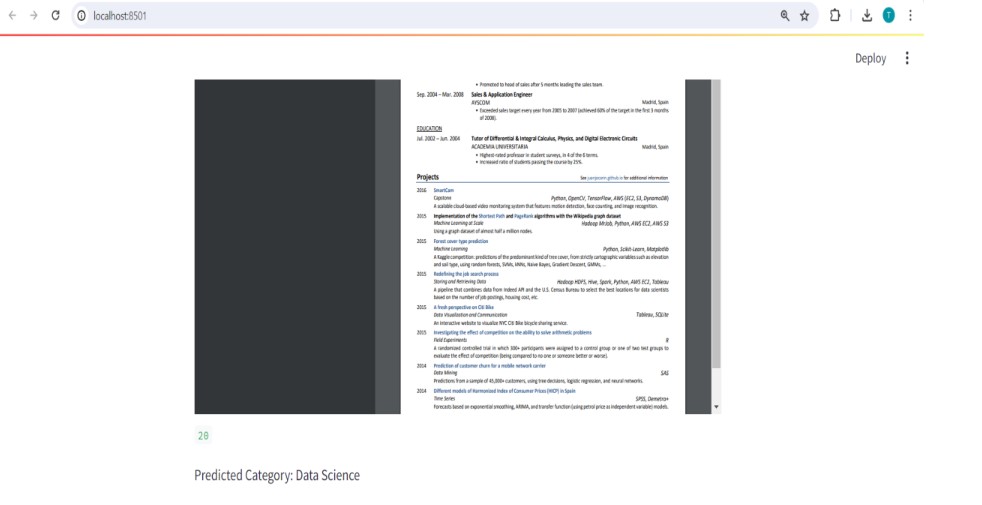 localhost:8501
T
Deploy
• Promoted to head of sales after 5 months leading the sales team.
Sep. 2004 – Mar. 2008 Sales & Application Engineer
AYSCOM Madrid, Spain
• Exceeded sales target every year from 2005 to 2007 (achieved 60% of the target in the first 3 months
of 2008).
EDUCATION
Jul. 2002 – Jun. 2004 Tutor of Differential & Integral Calculus, Physics, and Digital Electronic Circuits
ACADEMIA UNIVERSITARIA Madrid, Spain
• Highest-rated professor in student surveys, in 4 of the 8 terms.
• Increased ratio of students passing the course by 25%.
Projects See juanjocarin.github.io for additional information
2016 SmartCam
Capstone Python, OpenCV, TensorFlow, AWS (EC2, S3, DynamoDB)
A scalable cloud-based video monitoring system that features motion detection, face counting, and image recognition.
2015 Implementation of the Shortest Path and PageRank algorithms with the Wikipedia graph dataset
Machine Learning at Scale Hadoop MrJob, Python, AWS EC2, AWS S3
Using a graph dataset of almost half a million nodes.
2015 Forest cover type prediction
Machine Learning Python, Scikit-Learn, Matplotlib
A Kaggle competition: predictions of the predominant kind of tree cover, from strictly cartographic variables such as elevation
and soil type, using random forests, SVMs, kNNs, Naive Bayes, Gradient Descent, GMMs, ...
2015 Redefining the job search process
Storing and Retrieving Data Hadoop HDFS, Hive, Spark, Python, AWS EC2, Tableau
A pipeline that combines data from Indeed API and the U.S. Census Bureau to select the best locations for data scientists
based on the number of job postings, housing cost, etc.
2015 A fresh perspective on Citi Bike
Data Visualization and Communication Tableau, SQLite
An interactive website to visualize NYC Citi Bike bicycle sharing service.
2015 Investigating the effect of competition on the ability to solve arithmetic problems
Field Experiments R
A randomized controlled trial in which 300+ participants were assigned to a control group or one of two test groups to
evaluate the effect of competition (being compared to no one or someone better or worse).
2014 Prediction of customer churn for a mobile network carrier
Data Mining SAS
Predictions from a sample of 45,000+ customers, using tree decisions, logistic regression, and neural networks.
2014 Different models of Harmonized Index of Consumer Prices (HICP) in Spain
Time Series SPSS, Demetra+
Forecasts based on exponential smoothing, ARIMA, and transfer function (using petrol price as independent variable) models.
20
Predicted Category: Data Science